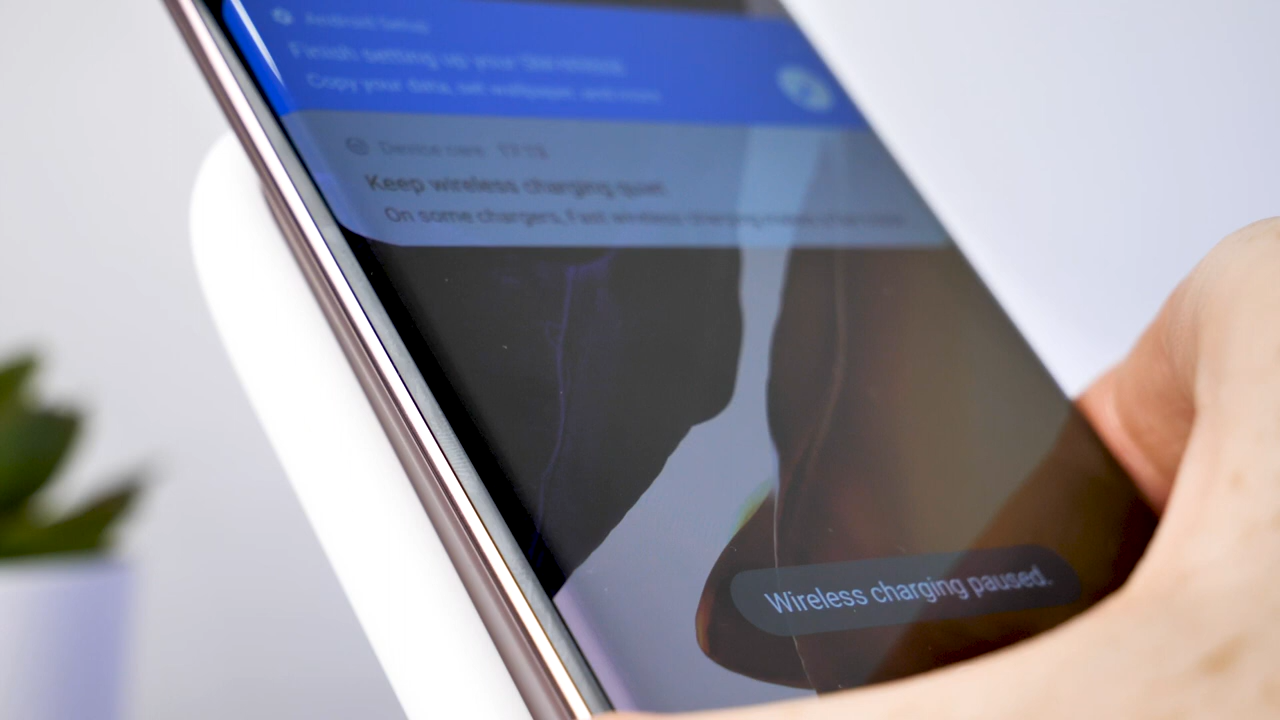 Android Setup
Finish setting up your
Copy your data, set wallpaper, and more
Device care
Keep wireless charging quiet
On some chargers, Fast wireless charging
Wireless charging paused.